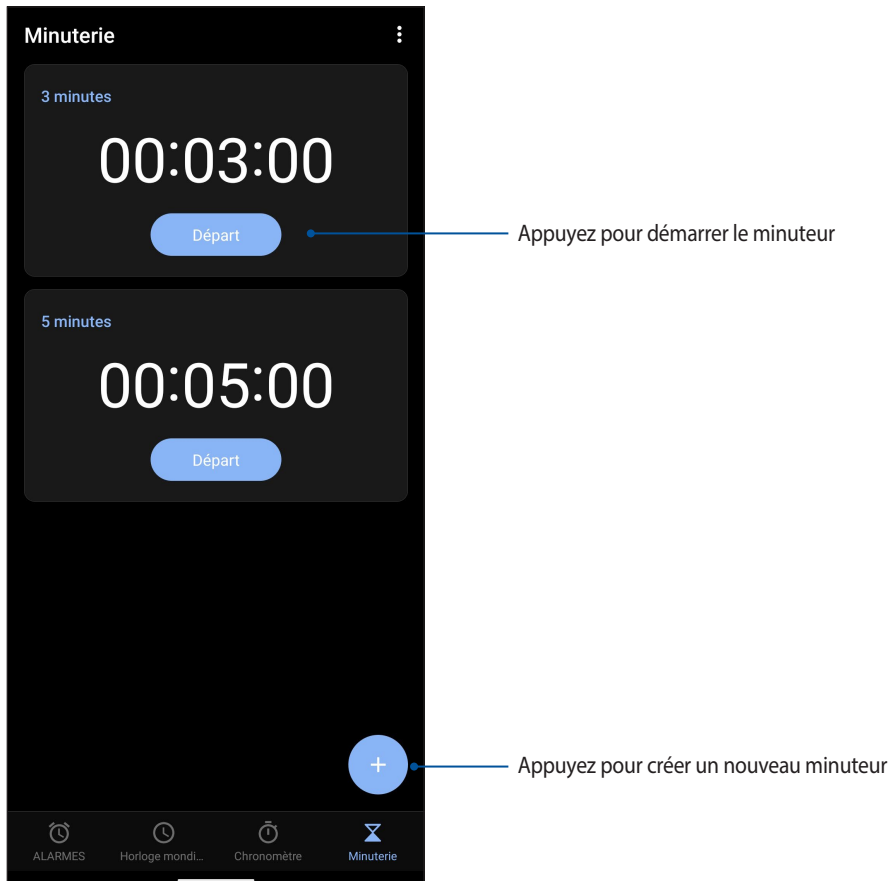 Minuterie
3 minutes
00:03:00
Départ
Appuyez pour démarrer le minuteur
5 minutes
00:05:00
Départ
+
Appuyez pour créer un nouveau minuteur
ALARMES
Horloge mondi...
Chronomètre
Minuterie